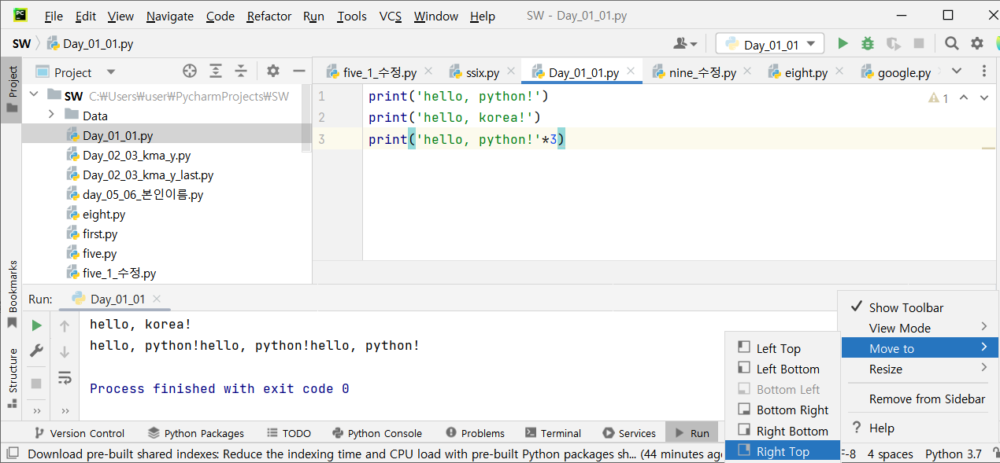 PC
File Edit View Navigate Code Refactor Run Tools VCS Window Help SW - Day_01_01.py
SW Day_01_01.py
Day_01_01
Project
Project
five_1_수정.py ssix.py Day_01_01.py nine_수정.py eight.py google.py
SW C:₩Users₩user₩PycharmProjects₩SW
Data
Day_01_01.py
Day_02_03_kma_y.py
Day_02_03_kma_y_last.py
day_05_06_본인이름.py
eight.py
first.py
five.py
five_1_수정.py
1 print('hello, python!')
2 print('hello, korea!')
3 print('hello, python!'*3)
1
Bookmarks
Structure
Run: Day_01_01
hello, korea!
hello, python!hello, python!hello, python!
Process finished with exit code 0
Show Toolbar
View Mode
Move to
Resize
Remove from Sidebar
Help
Left Top
Left Bottom
Bottom Left
Bottom Right
Right Bottom
Right Top
Version Control Python Packages TODO Python Console Problems Terminal Services Run
Download pre-built shared indexes: Reduce the indexing time and CPU load with pre-built Python packages sh... (44 minutes ago F-8 4 spaces Python 3.7